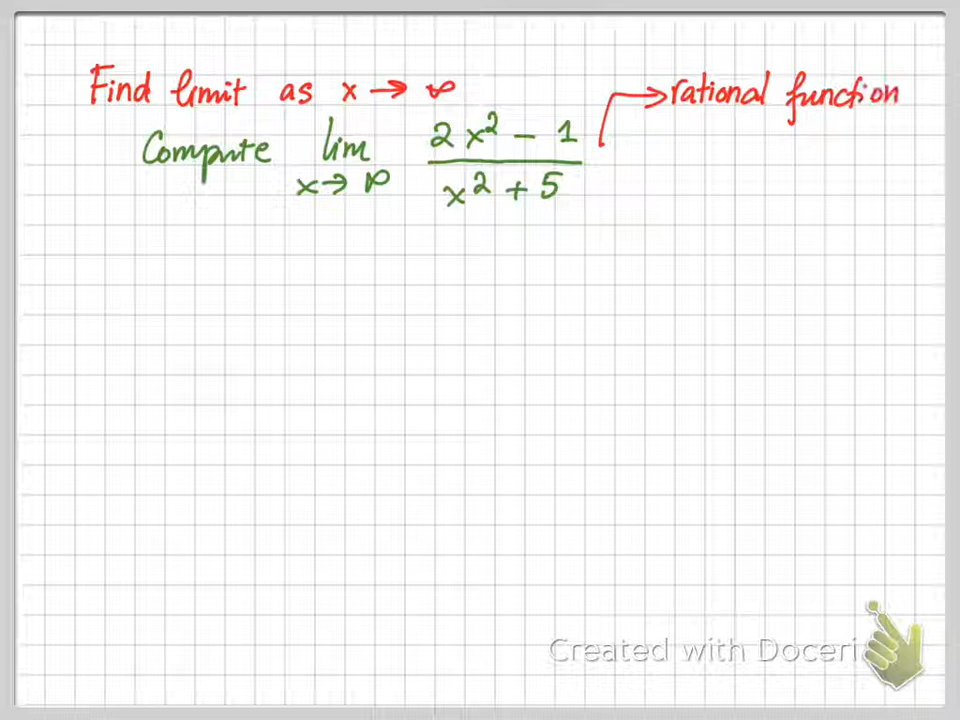 Find limit as x → ∞ → rational function
Compute lim x → ∞ 2x² − 1 / x² + 5
Created with Doceri